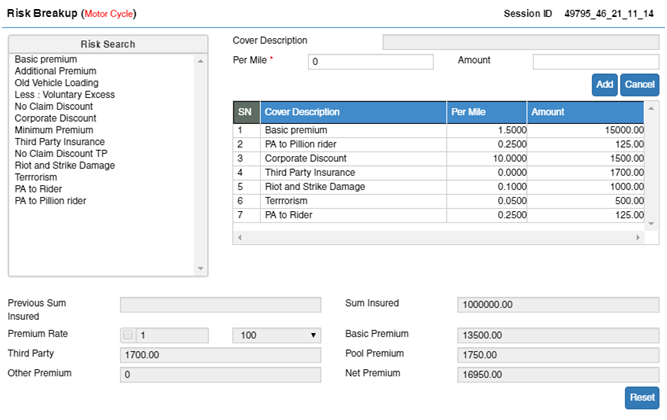 Risk Breakup (Motor Cycle) Session ID 49795_46_21_11_14
Risk Search
Basic premium
Additional Premium
Old Vehicle Loading
Less : Voluntary Excess
No Claim Discount
Corporate Discount
Minimum Premium
Third Party Insurance
No Claim Discount TP
Riot and Strike Damage
Terrrorism
PA to Rider
PA to Pillion rider
Cover Description
Per Mile * 0 Amount
Add Cancel
SN Cover Description Per Mile Amount
1 Basic premium 1.5000 15000.00
2 PA to Pillion rider 0.2500 125.00
3 Corporate Discount 10.0000 1500.00
4 Third Party Insurance 0.0000 1700.00
5 Riot and Strike Damage 0.1000 1000.00
6 Terrrorism 0.0500 500.00
7 PA to Rider 0.2500 125.00
Previous Sum
Insured
Sum Insured 1000000.00
Premium Rate 1 100 Basic Premium 13500.00
Third Party 1700.00 Pool Premium 1750.00
Other Premium 0 Net Premium 16950.00
Reset